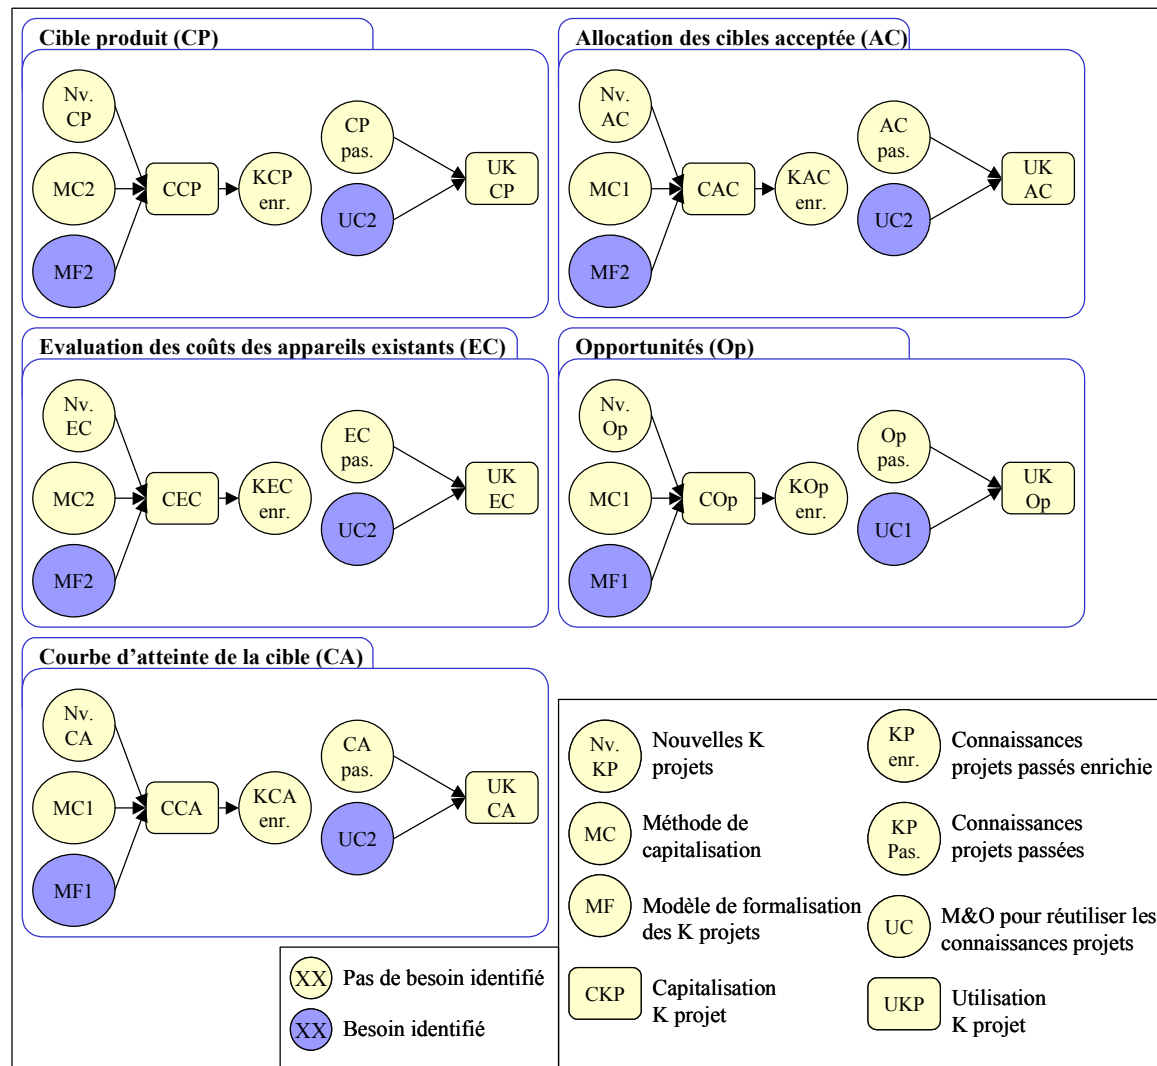 Cible produit (CP)
Nv.
CP
MC2
MF2
CCP
KCP
enr.
CP
pas.
UC2
UK
CP
Allocation des cibles acceptée (AC)
Nv.
AC
MC1
MF2
CAC
KAC
enr.
AC
pas.
UC2
UK
AC
Evaluation des coûts des appareils existants (EC)
Nv.
EC
MC2
MF2
CEC
KEC
enr.
EC
pas.
UC2
UK
EC
Opportunités (Op)
Nv.
Op
MC1
MF1
COp
KOp
enr.
Op
pas.
UC1
UK
Op
Courbe d’atteinte de la cible (CA)
Nv.
CA
MC1
MF1
CCA
KCA
enr.
CA
pas.
UC2
UK
CA
XX Pas de besoin identifié
XX Besoin identifié
Nv.
KP
Nouvelles K
projets
MC
Méthode de
capitalisation
MF
Modèle de formalisation
des K projets
CKP
Capitalisation
K projet
KP
enr.
Connaissances
projets passés enrichie
KP
Pas.
Connaissances
projets passées
UC
M&O pour réutiliser les
connaissances projets
UKP
Utilisation
K projet